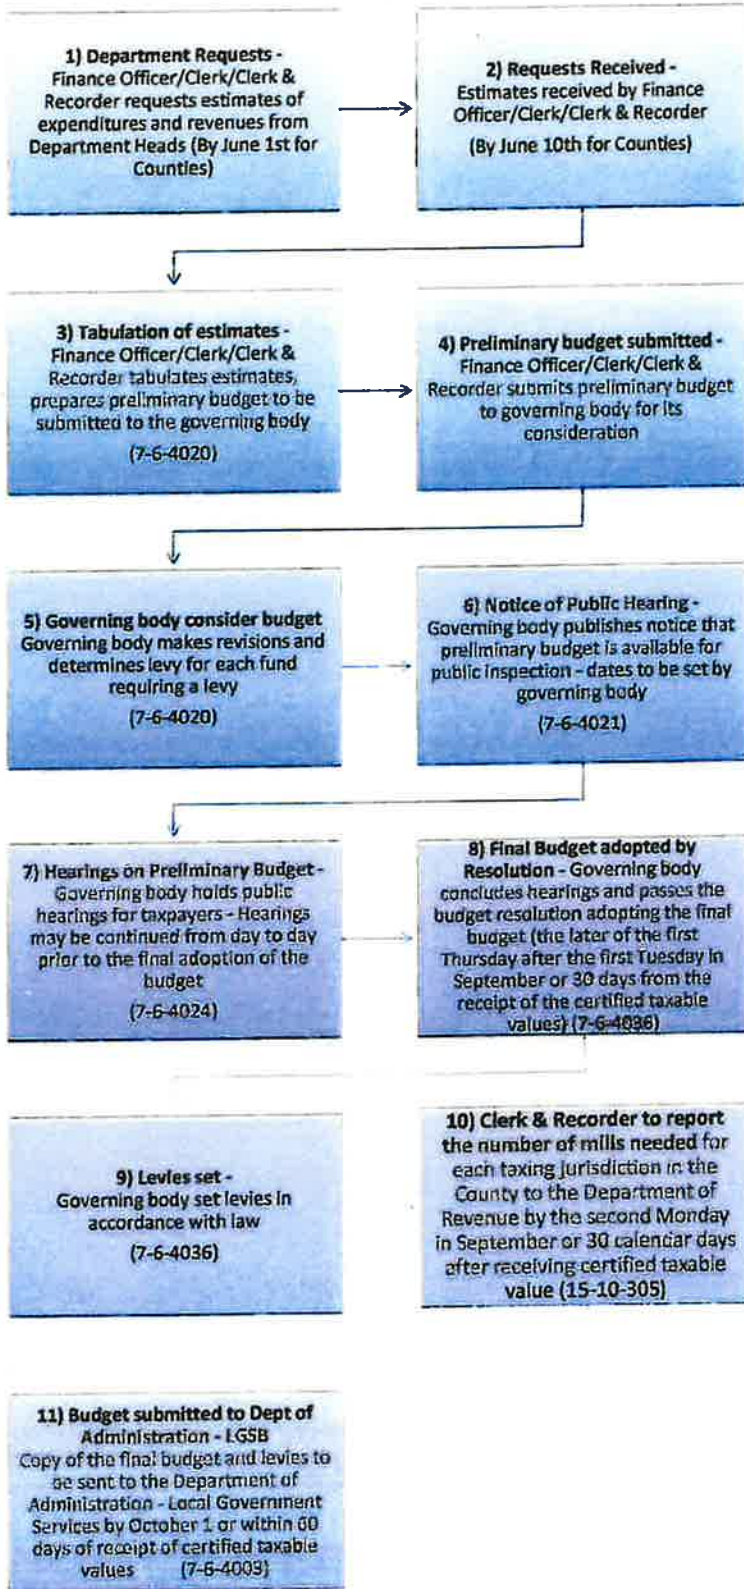 1) Department Requests -
Finance Officer/Clerk/Clerk &
Recorder requests estimates of
expenditures and revenues from
Department Heads (By June 1st for
Counties)
2) Requests Received -
Estimates received by Finance
Officer/Clerk/Clerk & Recorder
(By June 10th for Counties)
3) Tabulation of estimates -
Finance Officer/Clerk/Clerk &
Recorder tabulates estimates,
prepares preliminary budget to be
submitted to the governing body
(7-6-4020)
4) Preliminary budget submitted -
Finance Officer/Clerk/Clerk &
Recorder submits preliminary budget
to governing body for its
consideration
5) Governing body consider budget
Governing body makes revisions and
determines levy for each fund
requiring a levy
(7-6-4020)
6) Notice of Public Hearing -
Governing body publishes notice that
preliminary budget is available for
public inspection - dates to be set by
governing body
(7-6-4021)
7) Hearings on Preliminary Budget -
Governing body holds public
hearings for taxpayers - Hearings
may be continued from day to day
prior to the final adoption of the
budget
(7-6-4024)
8) Final Budget adopted by
Resolution - Governing body
concludes hearings and passes the
budget resolution adopting the final
budget (the later of the first
Thursday after the first Tuesday in
September or 30 days from the
receipt of the certified taxable
values) (7-6-4036)
9) Levies set -
Governing body set levies in
accordance with law
(7-6-4036)
10) Clerk & Recorder to report
the number of mills needed for
each taxing jurisdiction in the
County to the Department of
Revenue by the second Monday
in September or 30 calendar days
after receiving certified taxable
value (15-10-305)
11) Budget submitted to Dept of
Administration - LGSB
Copy of the final budget and levies to
be sent to the Department of
Administration - Local Government
Services by October 1 or within 60
days of receipt of certified taxable
values (7-6-4003)